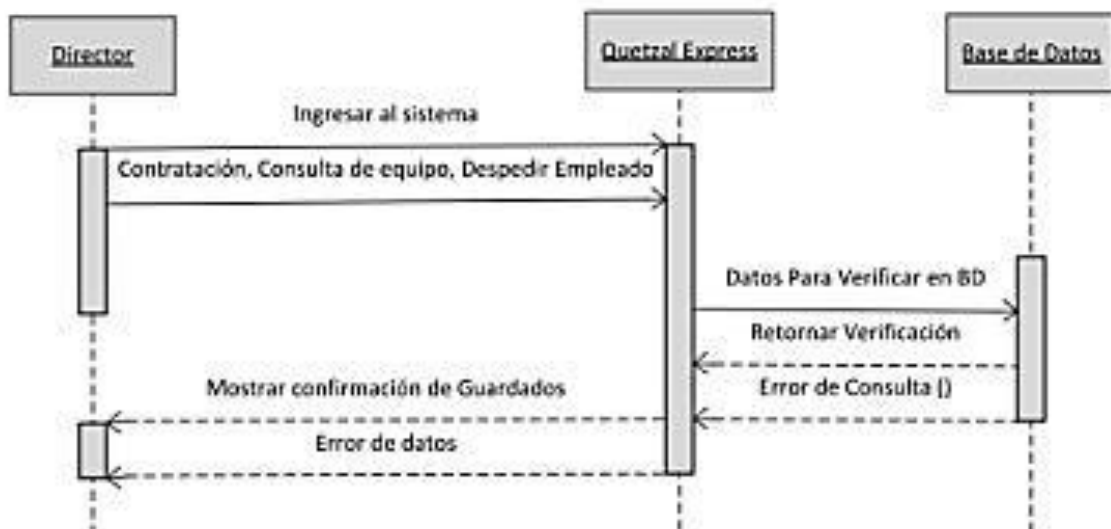 Director
Quetzal Express
Base de Datos
Ingresar al sistema
Contratación, Consulta de equipo, Despedir Empleado
Datos Para Verificar en BD
Retornar Verificación
Mostrar confirmación de Guardados
Error de Consulta ()
Error de datos